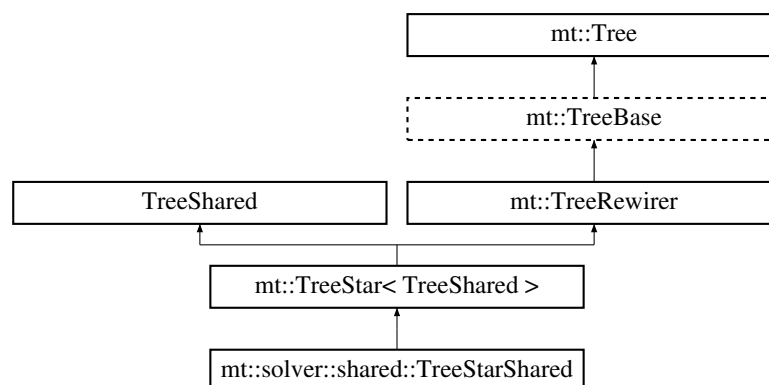 mt::Tree
mt::TreeBase
TreeShared
mt::TreeRewirer
mt::TreeStar< TreeShared >
mt::solver::shared::TreeStarShared